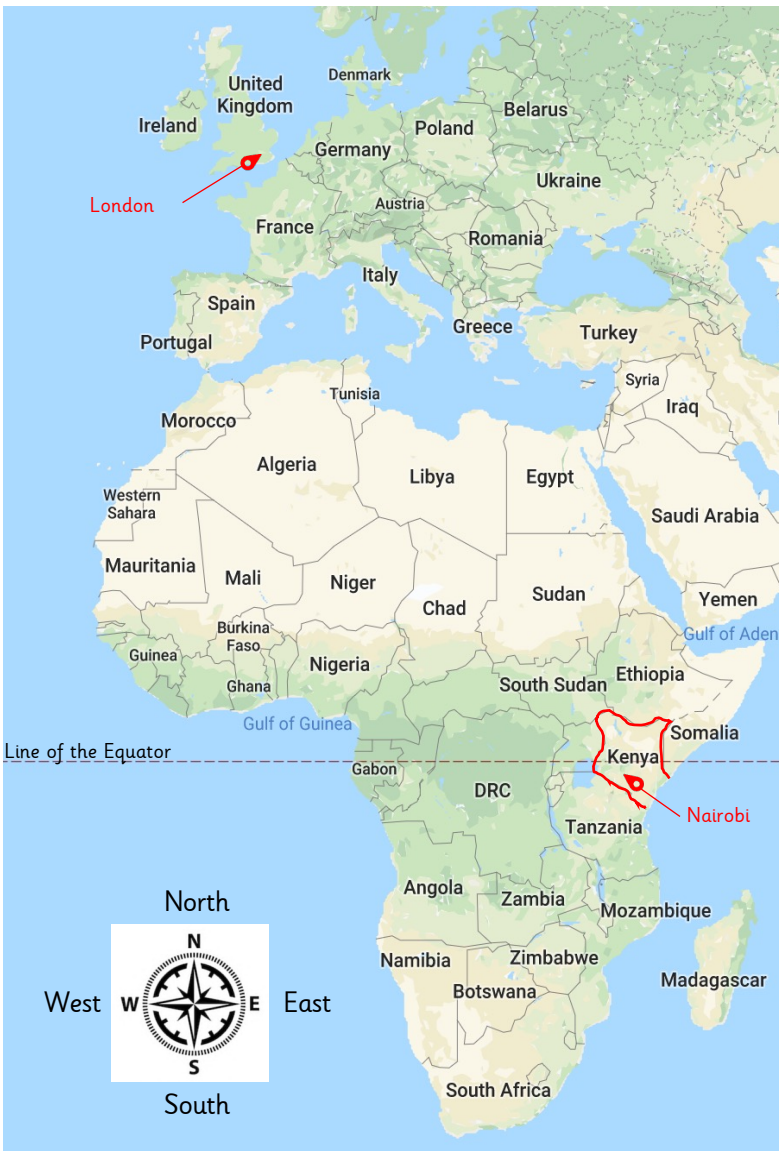 Denmark
United
Kingdom
Belarus
Ireland
Poland
Germany
Ukraine
London
Austria
France
Romania
Italy
Spain
Greece
Turkey
Portugal
Syria
Tunisia
Iraq
Morocco
Algeria
Libya
Egypt
Western
Sahara
Saudi Arabia
Mauritania
Mali
Niger
Chad
Sudan
Yemen
Burkina
Faso
Gulf of Aden
Guinea
Nigeria
Ethiopia
Ghana
South Sudan
Gulf of Guinea
Somalia
Line of the Equator
Kenya
Gabon
DRC
Nairobi
Tanzania
Angola
Zambia
Mozambique
North
Namibia
Zimbabwe
Madagascar
Botswana
N
West
W
E
East
S
South Africa
South